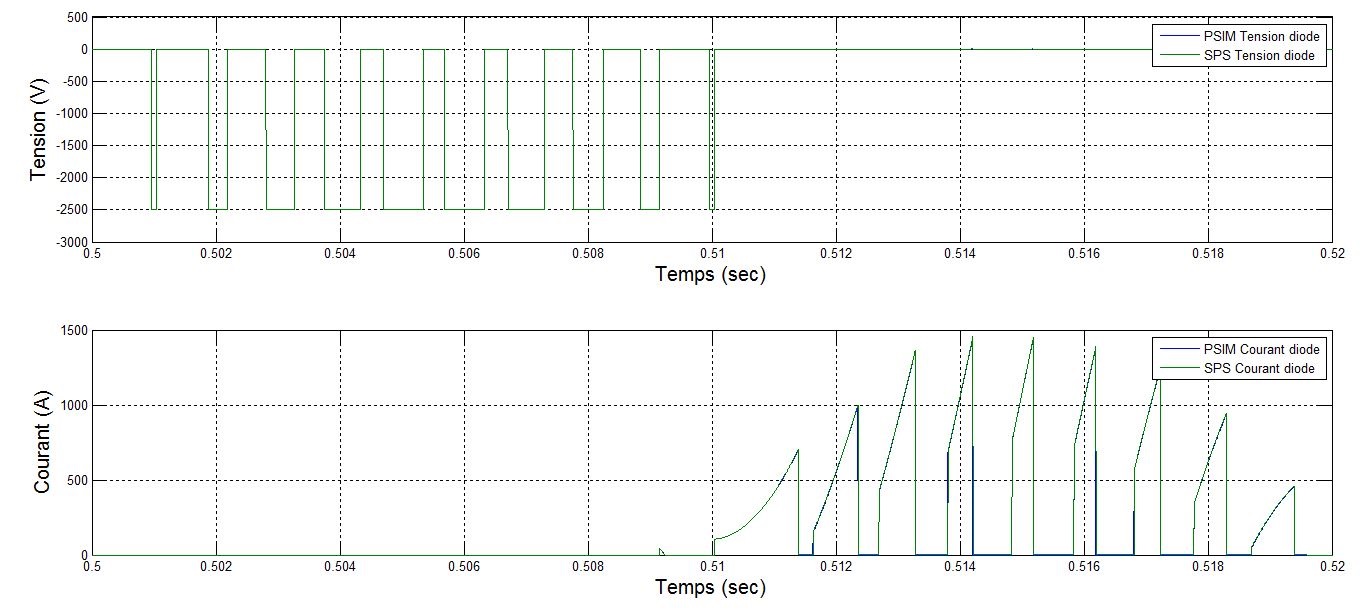 500
0
-500
-1000
-1500
-2000
-2500
-3000
Tension (V)
PSIM Tension diode
SPS Tension diode
0.5 0.502 0.504 0.506 0.508 0.51 0.512 0.514 0.516 0.518 0.52
Temps (sec)
1500
1000
500
0
Courant (A)
PSIM Courant diode
SPS Courant diode
0.5 0.502 0.504 0.506 0.508 0.51 0.512 0.514 0.516 0.518 0.52
Temps (sec)